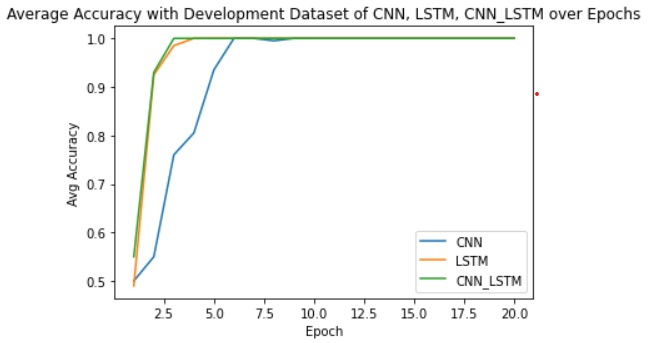 Average Accuracy with Development Dataset of CNN, LSTM, CNN_LSTM over Epochs
1.0
0.9
0.8
0.7
0.6
0.5
Avg Accuracy
CNN
LSTM
CNN_LSTM
2.5 5.0 7.5 10.0 12.5 15.0 17.5 20.0
Epoch